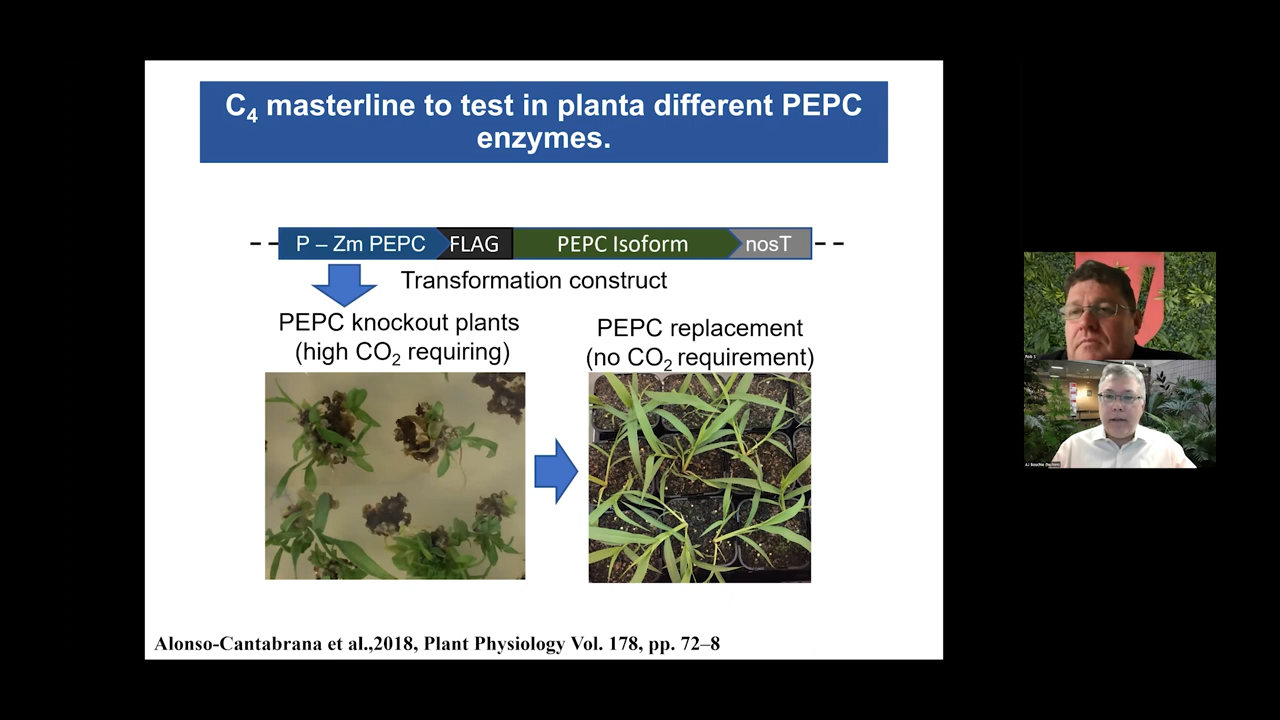 C₄ masterline to test in planta different PEPC
enzymes.
P – Zm PEPC FLAG PEPC Isoform nosT
Transformation construct
PEPC knockout plants
(high CO₂ requiring)
PEPC replacement
(no CO₂ requirement)
Alonso-Cantabrana et al.,2018, Plant Physiology Vol. 178, pp. 72–8